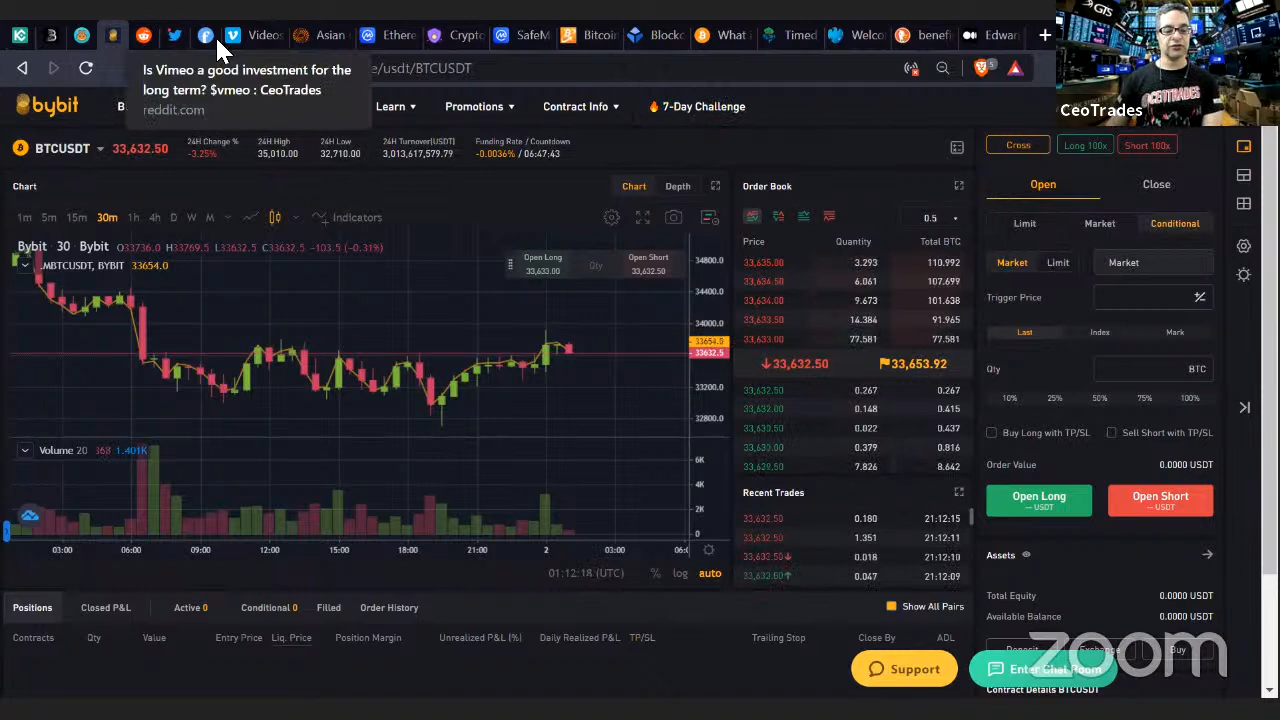 Videos
Asian
Ethere
Crypto
SafeM
Bitcoin
Blockc
What i
Timed
Welco
benefi
Edwar
GTS
Is Vimeo a good investment for the
long term? $vmeo : CeoTrades
reddit.com
e/usdt/BTCUSDT
5
CeoTrades
BYBIT
B
Learn
Promotions
Contract Info
7-Day Challenge
BTCUSDT
33,632.50
24H Change %
-3.25%
24H High
35,010.00
24H Low
32,710.00
24H Turnover(USDT)
3,013,617,579.79
Funding Rate / Countdown
-0.0036% / 06:47:43
Chart
Chart
Depth
1m 5m 15m 30m 1h 4h D W M
Indicators
Bybit · 30 · Bybit O33736.0 H33769.5 L33632.5 C33632.5 -103.5 (-0.31%)
.MBTCUSDT, BYBIT 33654.0
Open Long
33,633.00
Qty
Open Short
33,632.50
34800.0
34400.0
34000.0
33654.0
33632.5
33200.0
32800.0
Volume 20 368 1.401K
6K
4K
2K
0
03:00 06:00 09:00 12:00 15:00 18:00 21:00 2 03:00
01:12:18 (UTC)
%
log
auto
Order Book
0.5
Price Quantity Total BTC
33,635.00 3.293 110.992
33,634.50 6.061 107.699
33,634.00 9.673 101.638
33,633.50 14.384 91.965
33,633.00 77.581 77.581
33,632.50
33,653.92
33,632.50 0.267 0.267
33,632.00 0.148 0.415
0.022 0.437
0.379 0.816
7.826 8.642
Recent Trades
33,632.50 0.180 21:12:15
33,632.50 1.351 21:12:11
33,632.50 0.018 21:12:10
33,632.50 0.047 21:12:09
Cross
Long 100x
Short 100x
Open
Close
Limit
Market
Conditional
Market
Limit
Market
Trigger Price
Last
Index
Mark
Qty
BTC
10% 25% 50% 75% 100%
Buy Long with TP/SL
Sell Short with TP/SL
Order Value
0.0000 USDT
Open Long
— USDT
Open Short
— USDT
Assets
Total Equity
0.0000 USDT
Available Balance
0.0000 USDT
Deposit
Exchange
Buy
Contract Details BTCUSDT
Positions
Closed P&L
Active 0
Conditional 0
Filled
Order History
Show All Pairs
Contracts
Qty
Value
Entry Price
Liq. Price
Position Margin
Unrealized P&L (%)
Daily Realized P&L
TP/SL
Trailing Stop
Close By
ADL
Support
Enter Chat Room
zoom